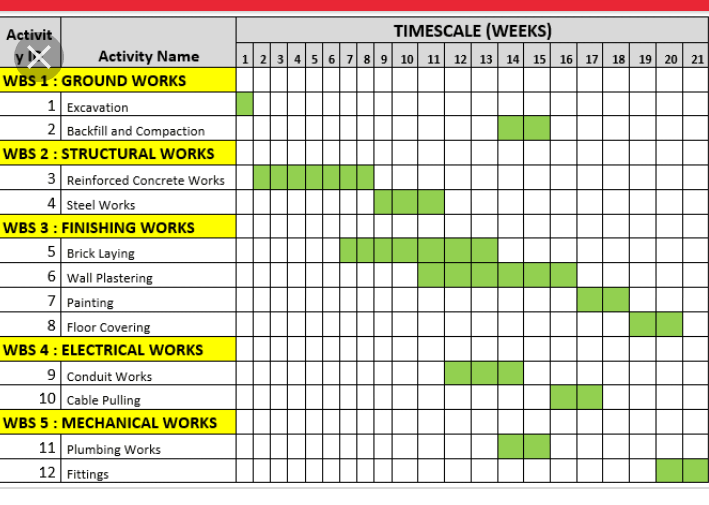 Activit
y I
Activity Name
TIMESCALE (WEEKS)
1 2 3 4 5 6 7 8 9 10 11 12 13 14 15 16 17 18 19 20 21
WBS 1 : GROUND WORKS
1 Excavation
2 Backfill and Compaction
WBS 2 : STRUCTURAL WORKS
3 Reinforced Concrete Works
4 Steel Works
WBS 3 : FINISHING WORKS
5 Brick Laying
6 Wall Plastering
7 Painting
8 Floor Covering
WBS 4 : ELECTRICAL WORKS
9 Conduit Works
10 Cable Pulling
WBS 5 : MECHANICAL WORKS
11 Plumbing Works
12 Fittings